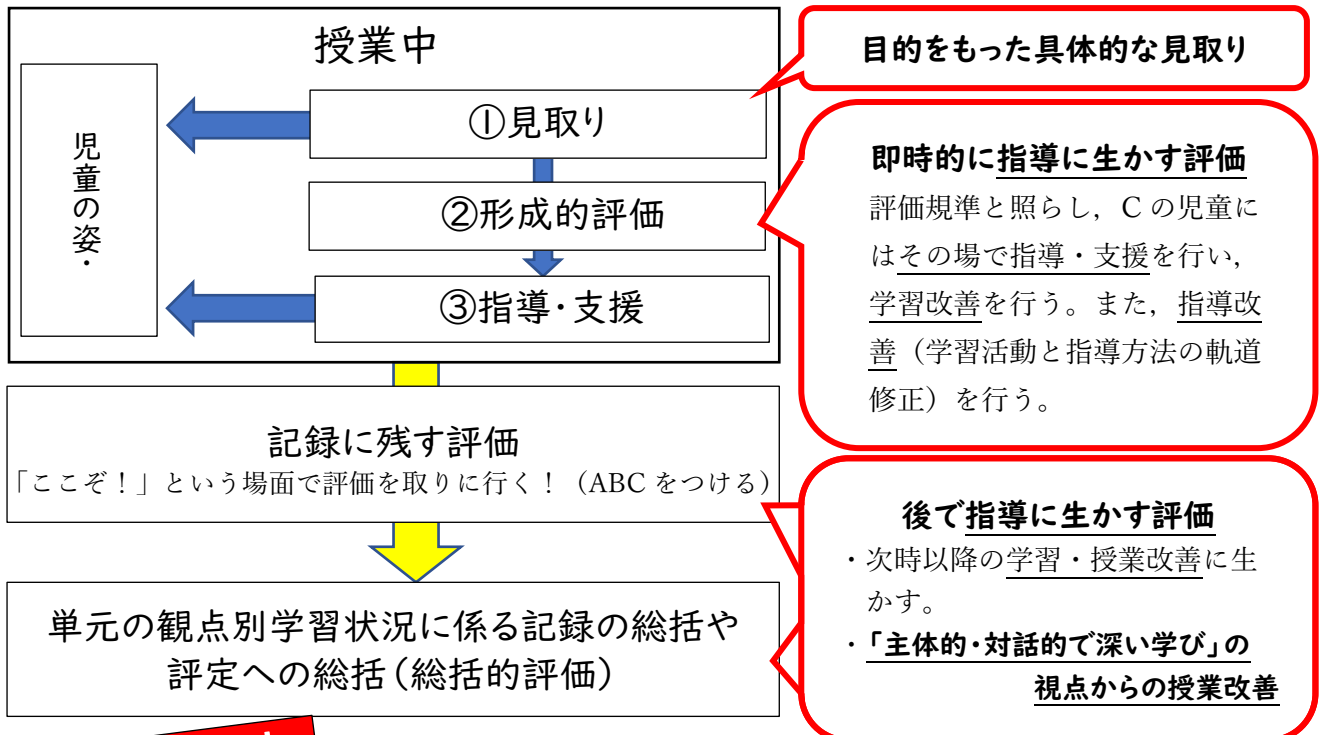 授業中
目的をもった具体的な見取り
児童の姿・
①見取り
②形成的評価
③指導・支援
即時的に指導に生かす評価
評価規準と照らし，C の児童に
はその場で指導・支援を行い，
学習改善を行う。また，指導改
善（学習活動と指導方法の軌道
修正）を行う。
記録に残す評価
「ここぞ！」という場面で評価を取りに行く！（ABC をつける）
後で指導に生かす評価
・次時以降の学習・授業改善に生
かす。
・「主体的・対話的で深い学び」の
視点からの授業改善
単元の観点別学習状況に係る記録の総括や
評定への総括（総括的評価）